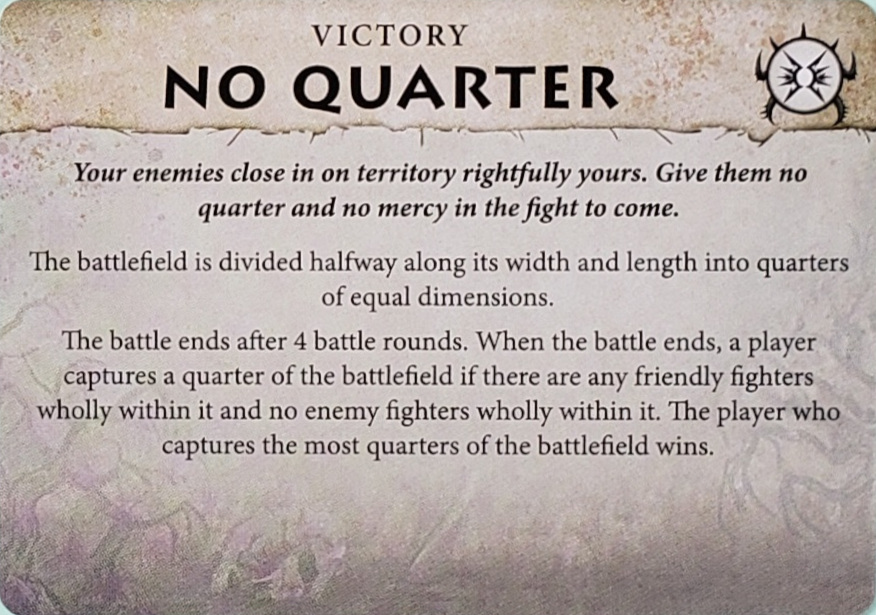 VICTORY
NO QUARTER
Your enemies close in on territory rightfully yours. Give them no
quarter and no mercy in the fight to come.
The battlefield is divided halfway along its width and length into quarters
of equal dimensions.
The battle ends after 4 battle rounds. When the battle ends, a player
captures a quarter of the battlefield if there are any friendly fighters
wholly within it and no enemy fighters wholly within it. The player who
captures the most quarters of the battlefield wins.